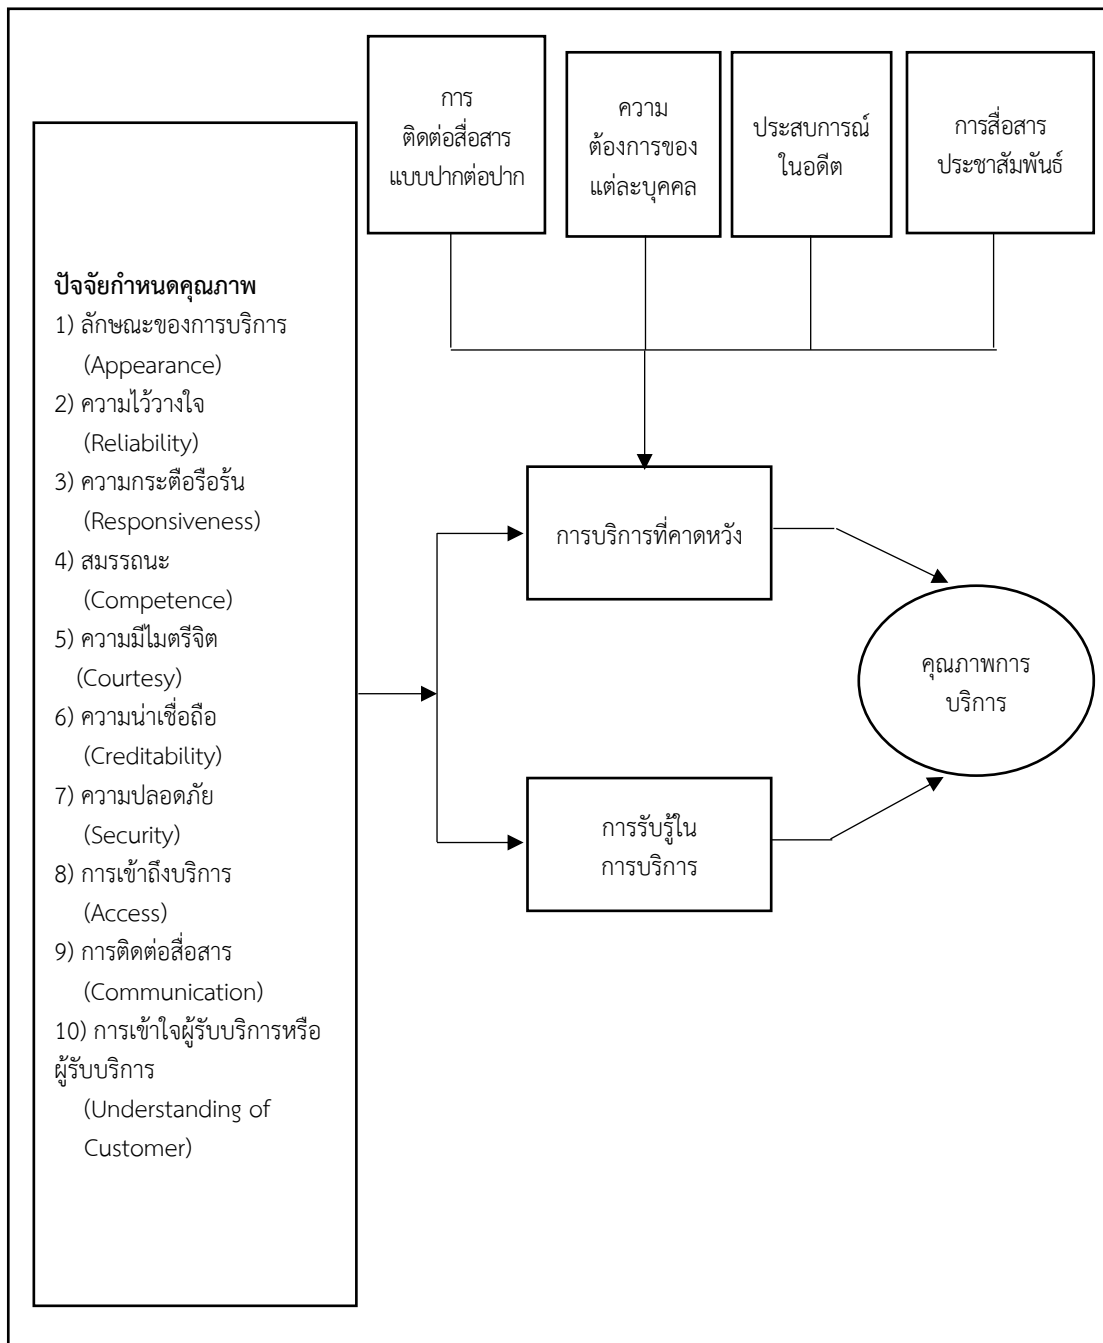 การ
ติดต่อสื่อสาร
แบบปากต่อปาก
ความ
ต้องการของ
แต่ละบุคคล
ประสบการณ์
ในอดีต
การสื่อสาร
ประชาสัมพันธ์
ปัจจัยกำหนดคุณภาพ
1) ลักษณะของการบริการ
(Appearance)
2) ความไว้วางใจ
(Reliability)
3) ความกระตือรือร้น
(Responsiveness)
4) สมรรถนะ
(Competence)
5) ความมีไมตรีจิต
(Courtesy)
6) ความน่าเชื่อถือ
(Creditability)
7) ความปลอดภัย
(Security)
8) การเข้าถึงบริการ
(Access)
9) การติดต่อสื่อสาร
(Communication)
10) การเข้าใจผู้รับบริการหรือ
ผู้รับบริการ
(Understanding of
Customer)
การบริการที่คาดหวัง
การรับรู้ใน
การบริการ
คุณภาพการ
บริการ